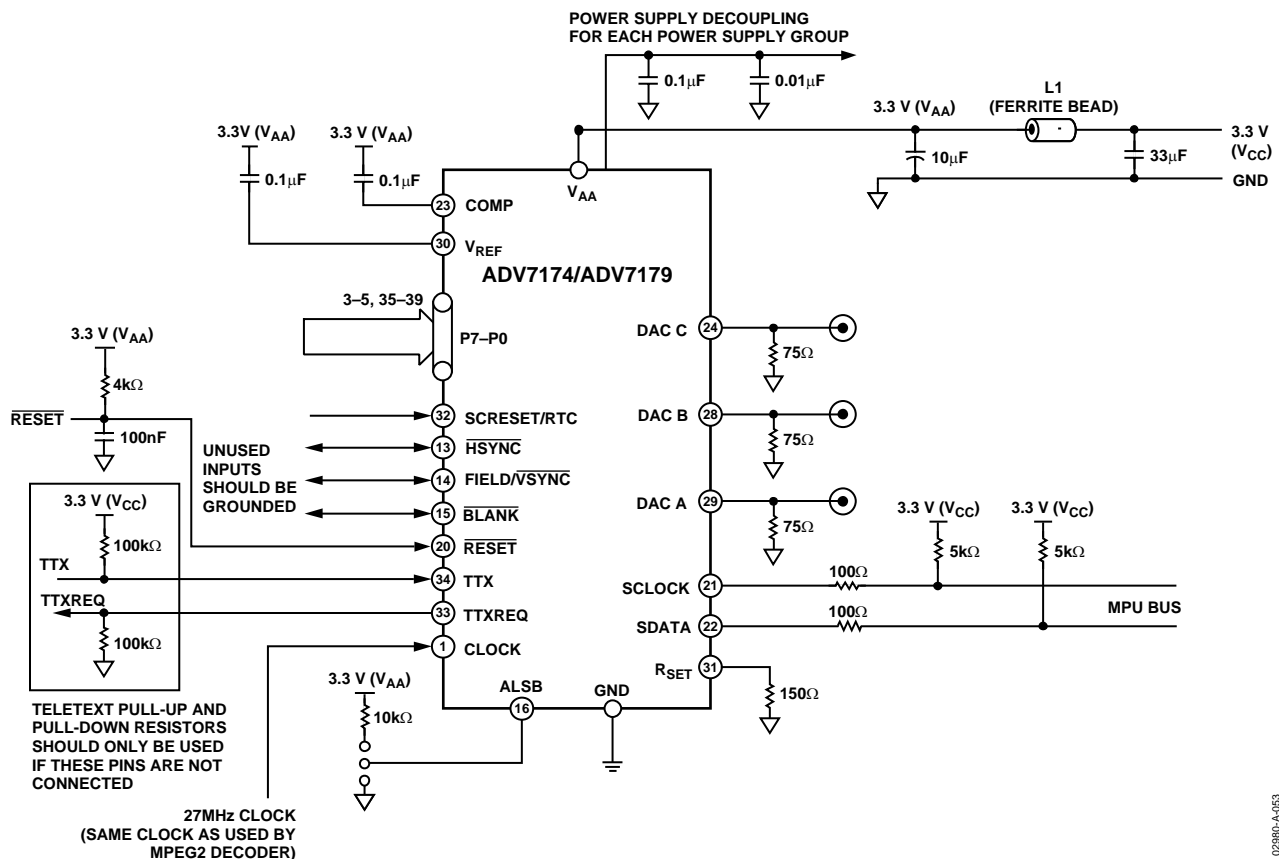 POWER SUPPLY DECOUPLING
FOR EACH POWER SUPPLY GROUP
0.1μF
0.01μF
L1
(FERRITE BEAD)
3.3 V (VAA)
3.3 V
(VCC)
10μF
33μF
GND
3.3V (VAA)
3.3 V (VAA)
0.1μF
0.1μF
VAA
23
COMP
30
VREF
ADV7174/ADV7179
3–5, 35–39
P7–P0
3.3 V (VAA)
4kΩ
RESET
100nF
UNUSED
INPUTS
SHOULD BE
GROUNDED
32
SCRESET/RTC
13
HSYNC
14
FIELD/VSYNC
15
BLANK
20
RESET
34
TTX
33
TTXREQ
1
CLOCK
3.3 V (VCC)
100kΩ
TTX
TTXREQ
100kΩ
TELETEXT PULL-UP AND
PULL-DOWN RESISTORS
SHOULD ONLY BE USED
IF THESE PINS ARE NOT
CONNECTED
27MHz CLOCK
(SAME CLOCK AS USED BY
MPEG2 DECODER)
3.3 V (VAA)
10kΩ
ALSB
16
GND
DAC C
24
75Ω
DAC B
28
75Ω
DAC A
29
75Ω
3.3 V (VCC)
3.3 V (VCC)
5kΩ
5kΩ
SCLOCK
21
100Ω
MPU BUS
SDATA
22
100Ω
RSET
31
150Ω
02980-A-053